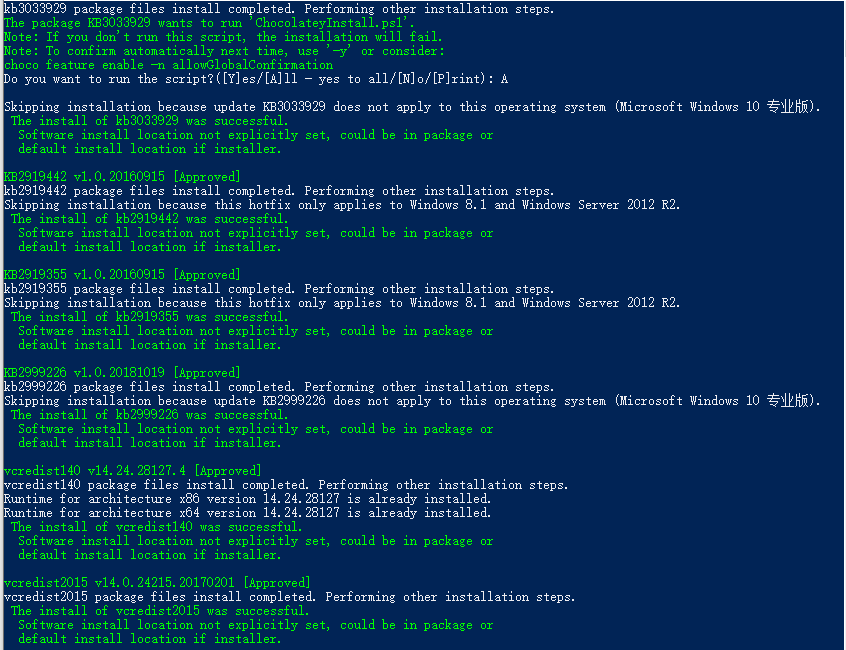 kb3033929 package files install completed. Performing other installation steps.
The package KB3033929 wants to run 'ChocolateyInstall.ps1'.
Note: If you don't run this script, the installation will fail.
Note: To confirm automatically next time, use '-y' or consider:
choco feature enable -n allowGlobalConfirmation
Do you want to run the script?([Y]es/[A]ll - yes to all/[N]o/[P]rint): A
Skipping installation because update KB3033929 does not apply to this operating system (Microsoft Windows 10 专业版).
The install of kb3033929 was successful.
Software install location not explicitly set, could be in package or
default install location if installer.
KB2919442 v1.0.20160915 [Approved]
kb2919442 package files install completed. Performing other installation steps.
Skipping installation because this hotfix only applies to Windows 8.1 and Windows Server 2012 R2.
The install of kb2919442 was successful.
Software install location not explicitly set, could be in package or
default install location if installer.
KB2919355 v1.0.20160915 [Approved]
kb2919355 package files install completed. Performing other installation steps.
Skipping installation because this hotfix only applies to Windows 8.1 and Windows Server 2012 R2.
The install of kb2919355 was successful.
Software install location not explicitly set, could be in package or
default install location if installer.
KB2999226 v1.0.20181019 [Approved]
kb2999226 package files install completed. Performing other installation steps.
Skipping installation because update KB2999226 does not apply to this operating system (Microsoft Windows 10 专业版).
The install of kb2999226 was successful.
Software install location not explicitly set, could be in package or
default install location if installer.
vcredist140 v14.24.28127.4 [Approved]
vcredist140 package files install completed. Performing other installation steps.
Runtime for architecture x86 version 14.24.28127 is already installed.
Runtime for architecture x64 version 14.24.28127 is already installed.
The install of vcredist140 was successful.
Software install location not explicitly set, could be in package or
default install location if installer.
vcredist2015 v14.0.24215.20170201 [Approved]
vcredist2015 package files install completed. Performing other installation steps.
The install of vcredist2015 was successful.
Software install location not explicitly set, could be in package or
default install location if installer.